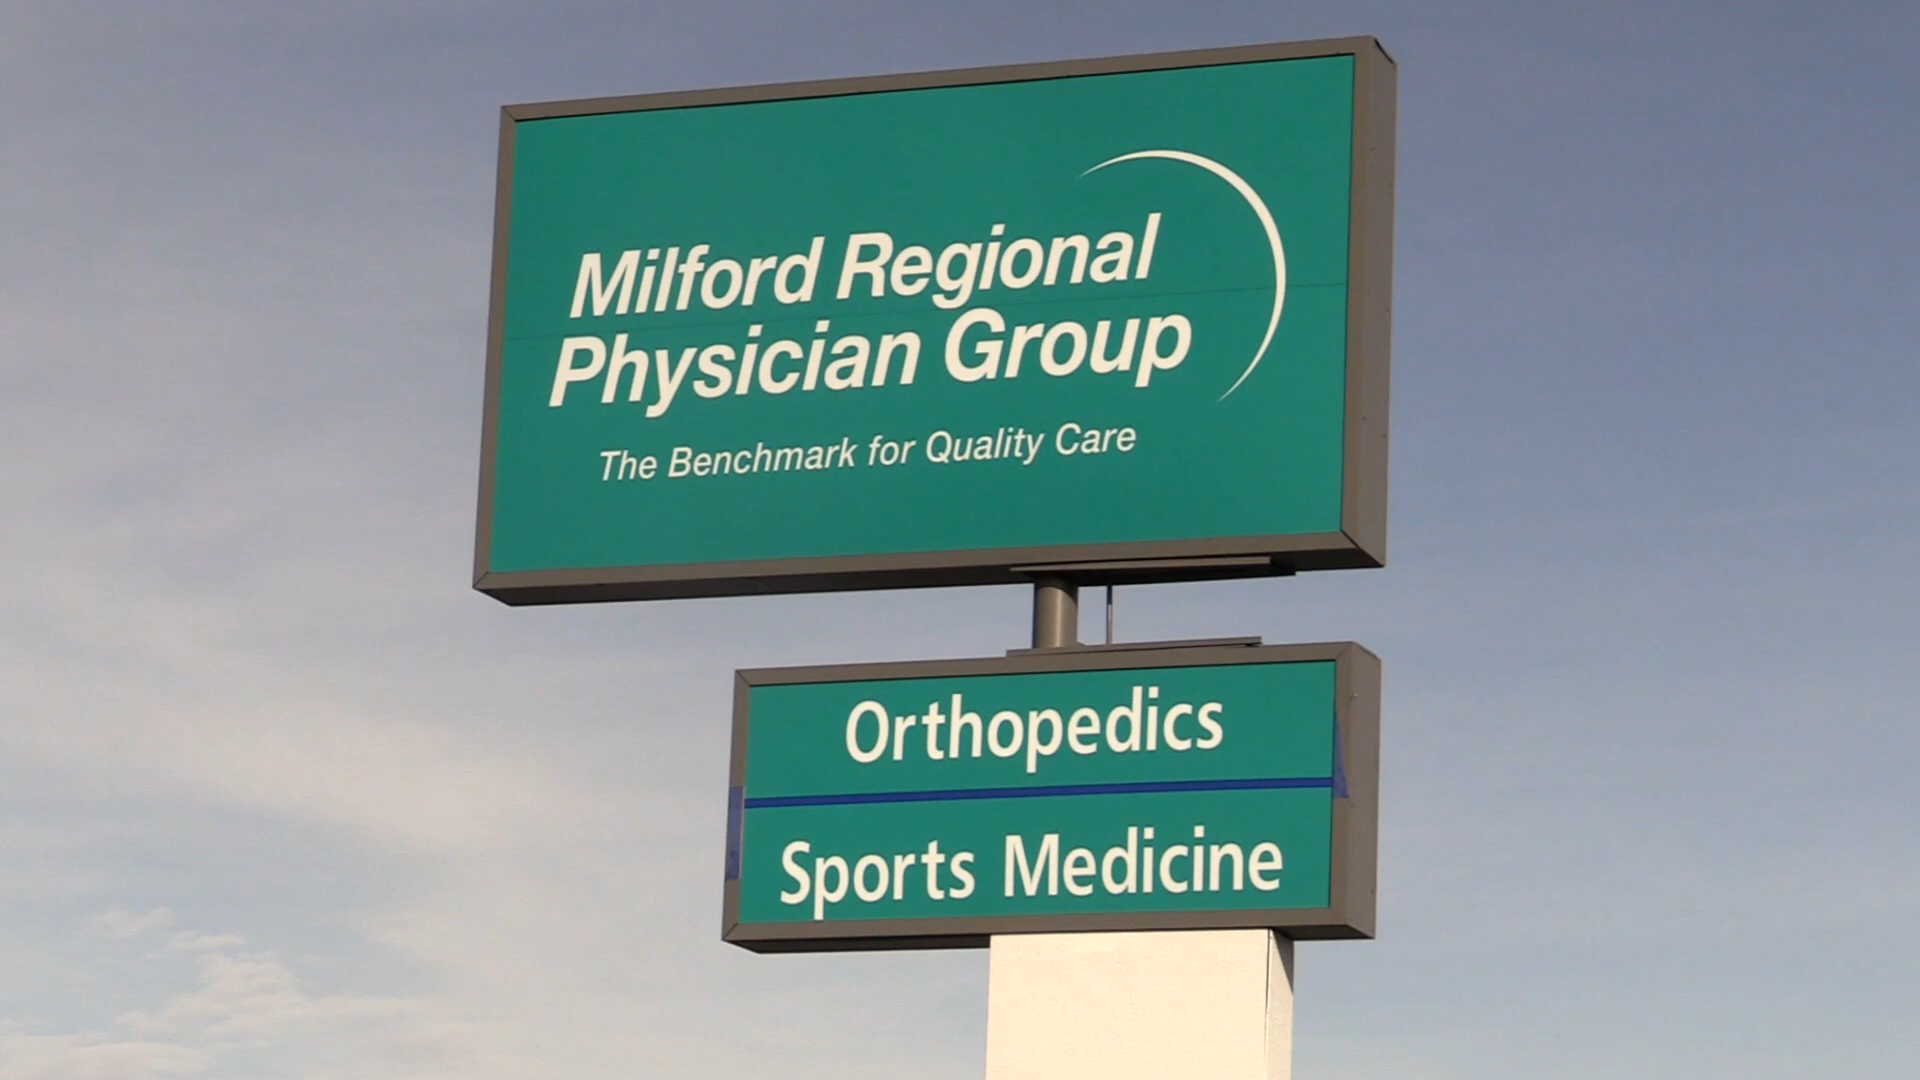 Milford Regional
Physician Group
The Benchmark for Quality Care
Orthopedics
Sports Medicine